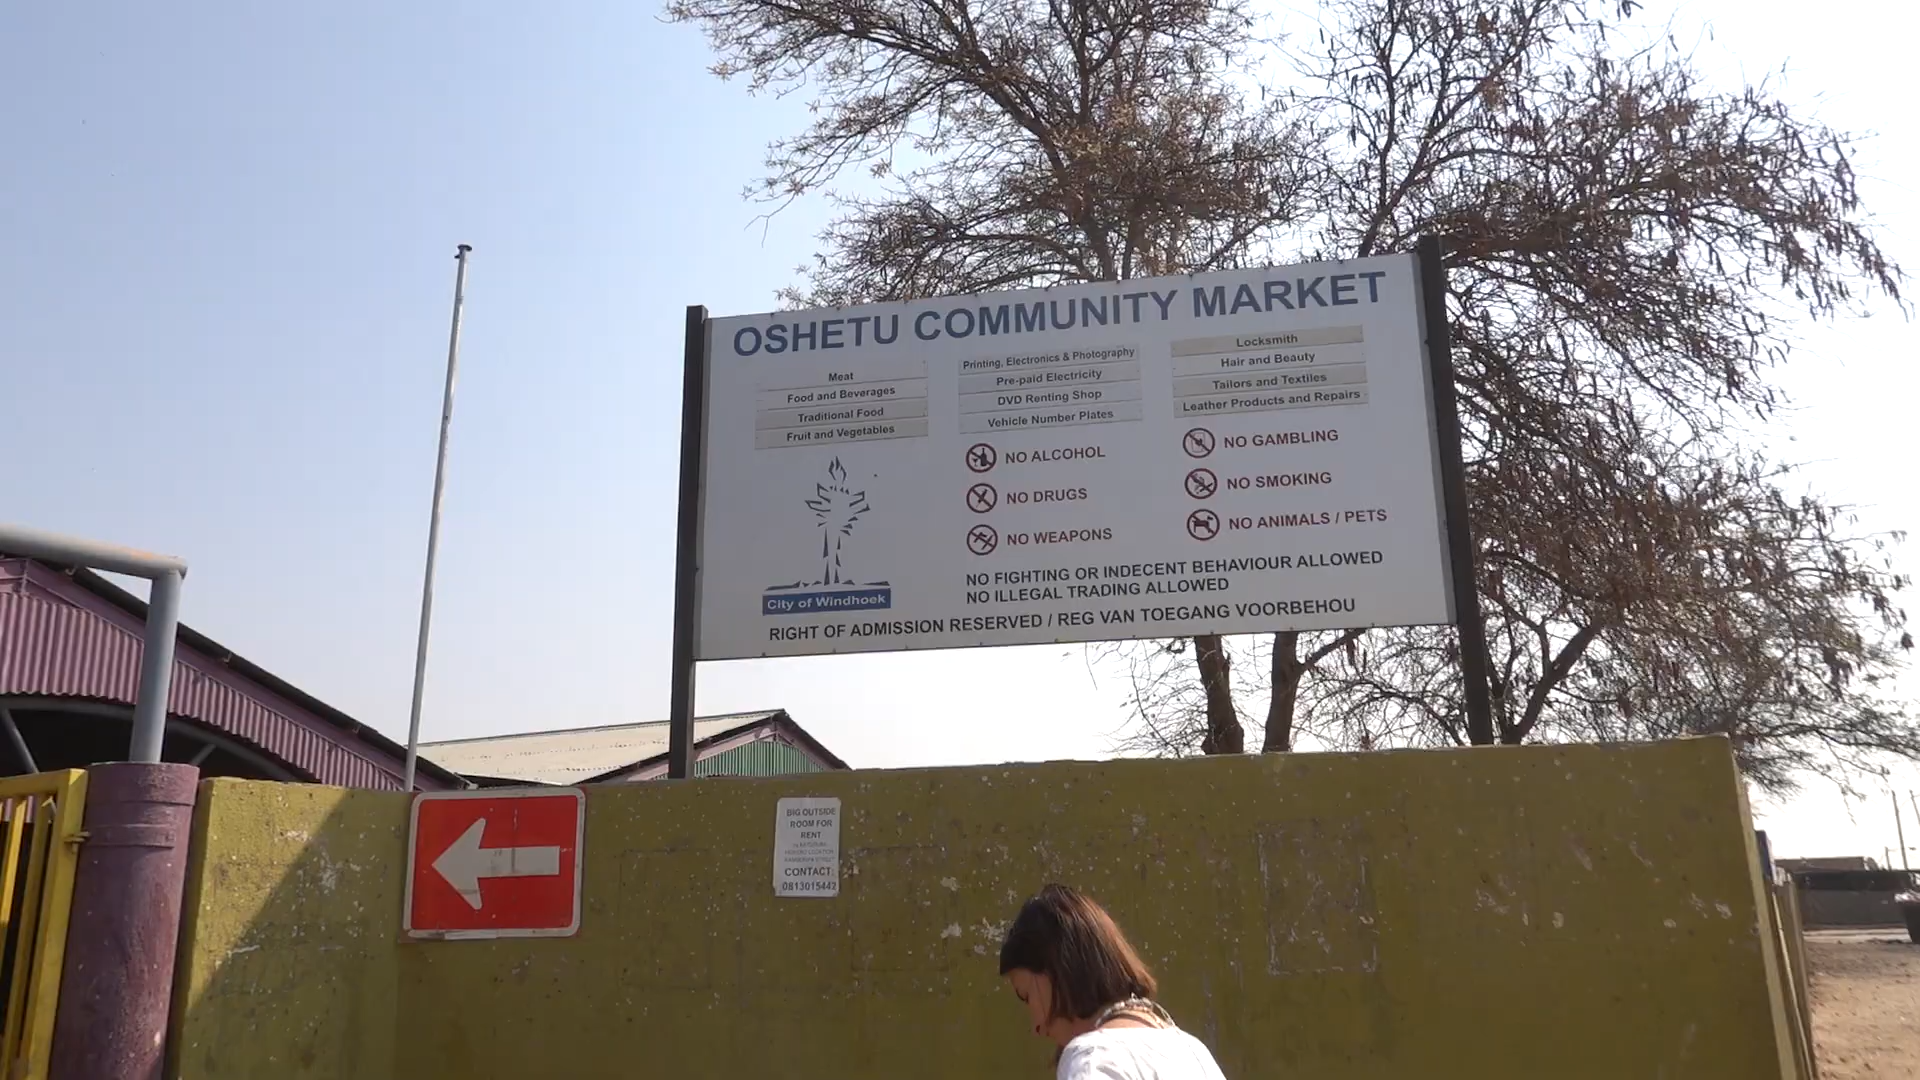 OSHETU COMMUNITY MARKET
Meat
Food and Beverages
Traditional Food
Fruit and Vegetables
Printing, Electronics & Photography
Pre-paid Electricity
DVD Renting Shop
Vehicle Number Plates
Locksmith
Hair and Beauty
Tailors and Textiles
Leather Products and Repairs
NO ALCOHOL
NO DRUGS
NO WEAPONS
NO GAMBLING
NO SMOKING
NO ANIMALS / PETS
City of Windhoek
NO FIGHTING OR INDECENT BEHAVIOUR ALLOWED
NO ILLEGAL TRADING ALLOWED
RIGHT OF ADMISSION RESERVED / REG VAN TOEGANG VOORBEHOU
BIG OUTSIDE
ROOM FOR
RENT
CONTACT:
0813015442